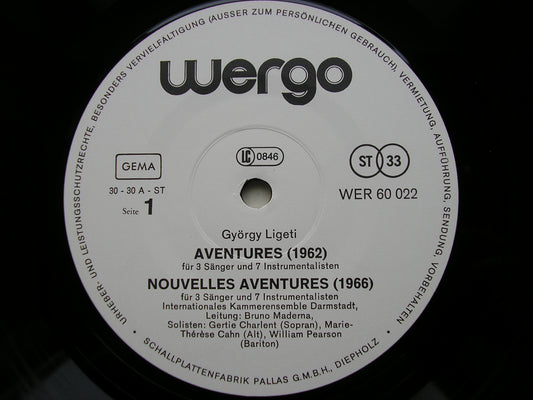 URHEBER- UND LEISTUNGSSCHUTZRECHTE, BESONDERS VERVIELFÄLTIGUNG (AUSSER ZUM PERSÖNLICHEN GEBRAUCH), VERMIETUNG, AUFFÜHRUNG, SENDUNG, VORBEHALTEN
wergo
GEMA
LC 0846
ST 33
30 - 30 A - ST
WER 60 022
Seite 1
György Ligeti
AVENTURES (1962)
für 3 Sänger und 7 Instrumentalisten
NOUVELLES AVENTURES (1966)
für 3 Sänger und 7 Instrumentalisten
Internationales Kammerensemble Darmstadt,
Leitung: Bruno Maderna,
Solisten: Gertie Charlent (Sopran), Marie-
Thérèse Cahn (Alt), William Pearson
(Bariton)
• SCHALLPLATTENFABRIK PALLAS G.M.B.H., DIEPHOLZ •